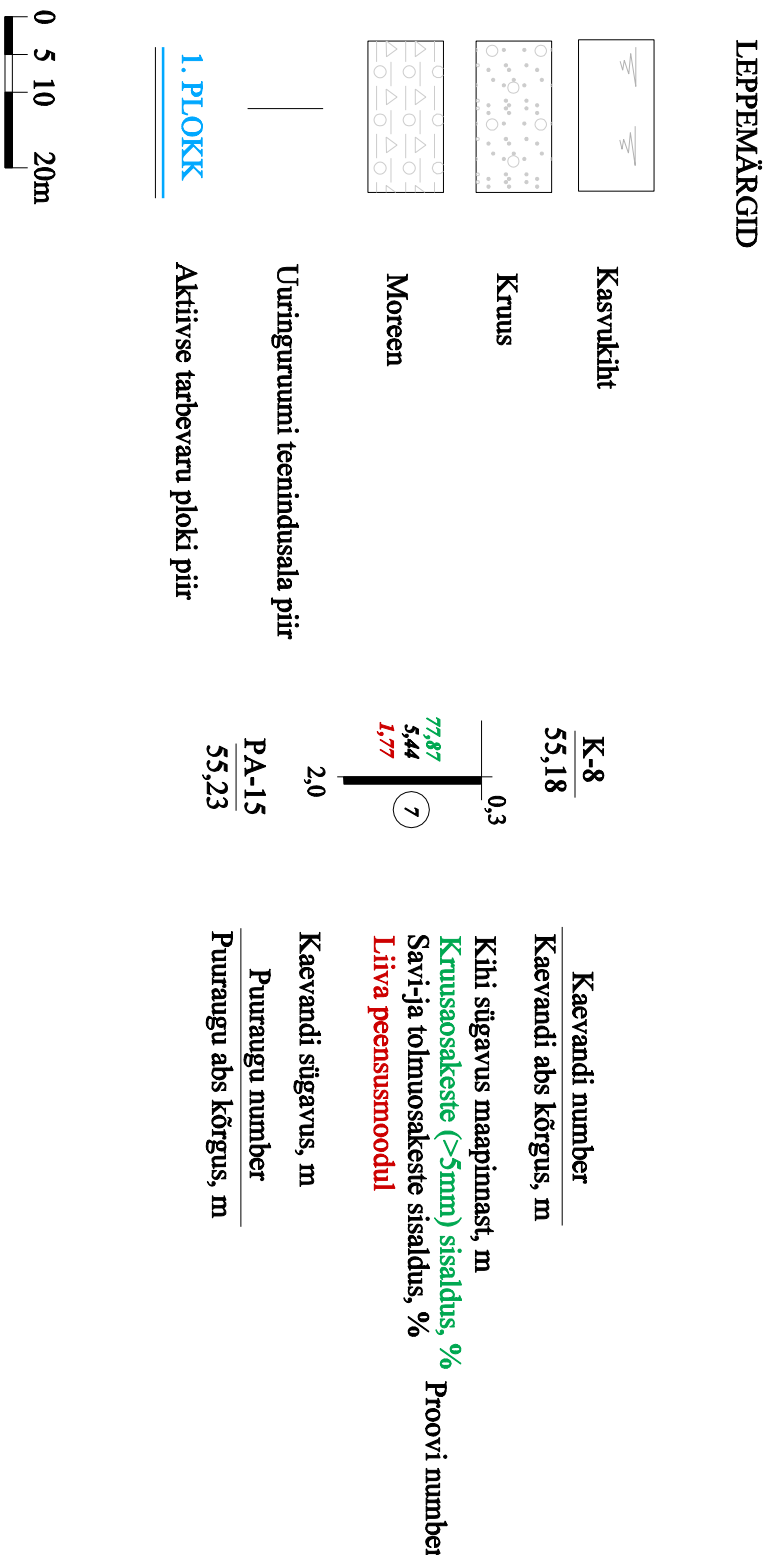 LEPPEMÄRGID
Kasvukiht
Kruus
Moreen
Uuringuruumi teenindusala piir
1. PLOKK
Aktiivse tarbevaru ploki piir
0 5 10 20m
K-8
55,18
Kaevandi number
Kaevandi abs kõrgus, m
0,3
Kihi sügavus maapinnast, m
77,87
Kruusaosakeste (>5mm) sisaldus, %
5,44
Savi-ja tolmuosakeste sisaldus, %
1,77
Liiva peensusmoodul
7
Proovi number
2,0
Kaevandi sügavus, m
PA-15
55,23
Puuraugu number
Puuraugu abs kõrgus, m